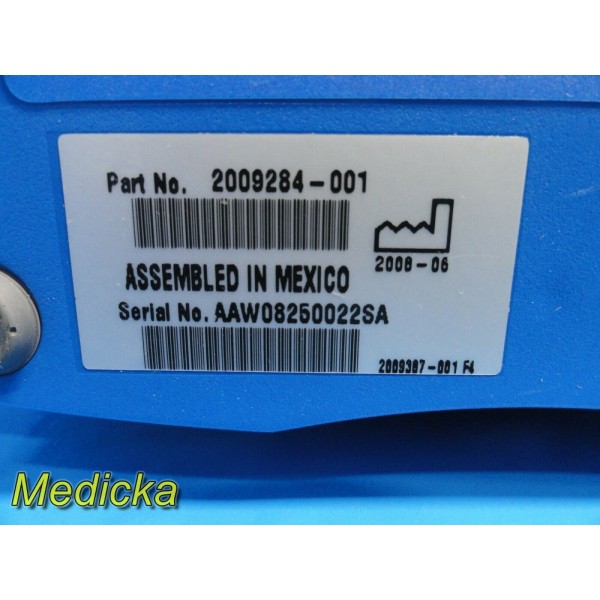 Part No. 2009284-001
2008-06
ASSEMBLED IN MEXICO
Serial No. AAW08250022SA
2009387-001 F4
Medicka